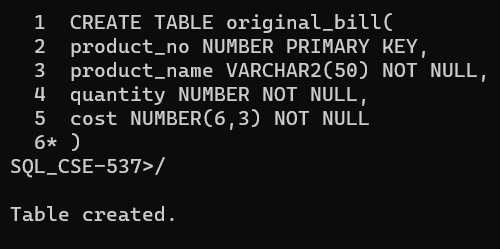 1 CREATE TABLE original_bill(
2 product_no NUMBER PRIMARY KEY,
3 product_name VARCHAR2(50) NOT NULL,
4 quantity NUMBER NOT NULL,
5 cost NUMBER(6,3) NOT NULL
6* )
SQL_CSE-537>/
Table created.